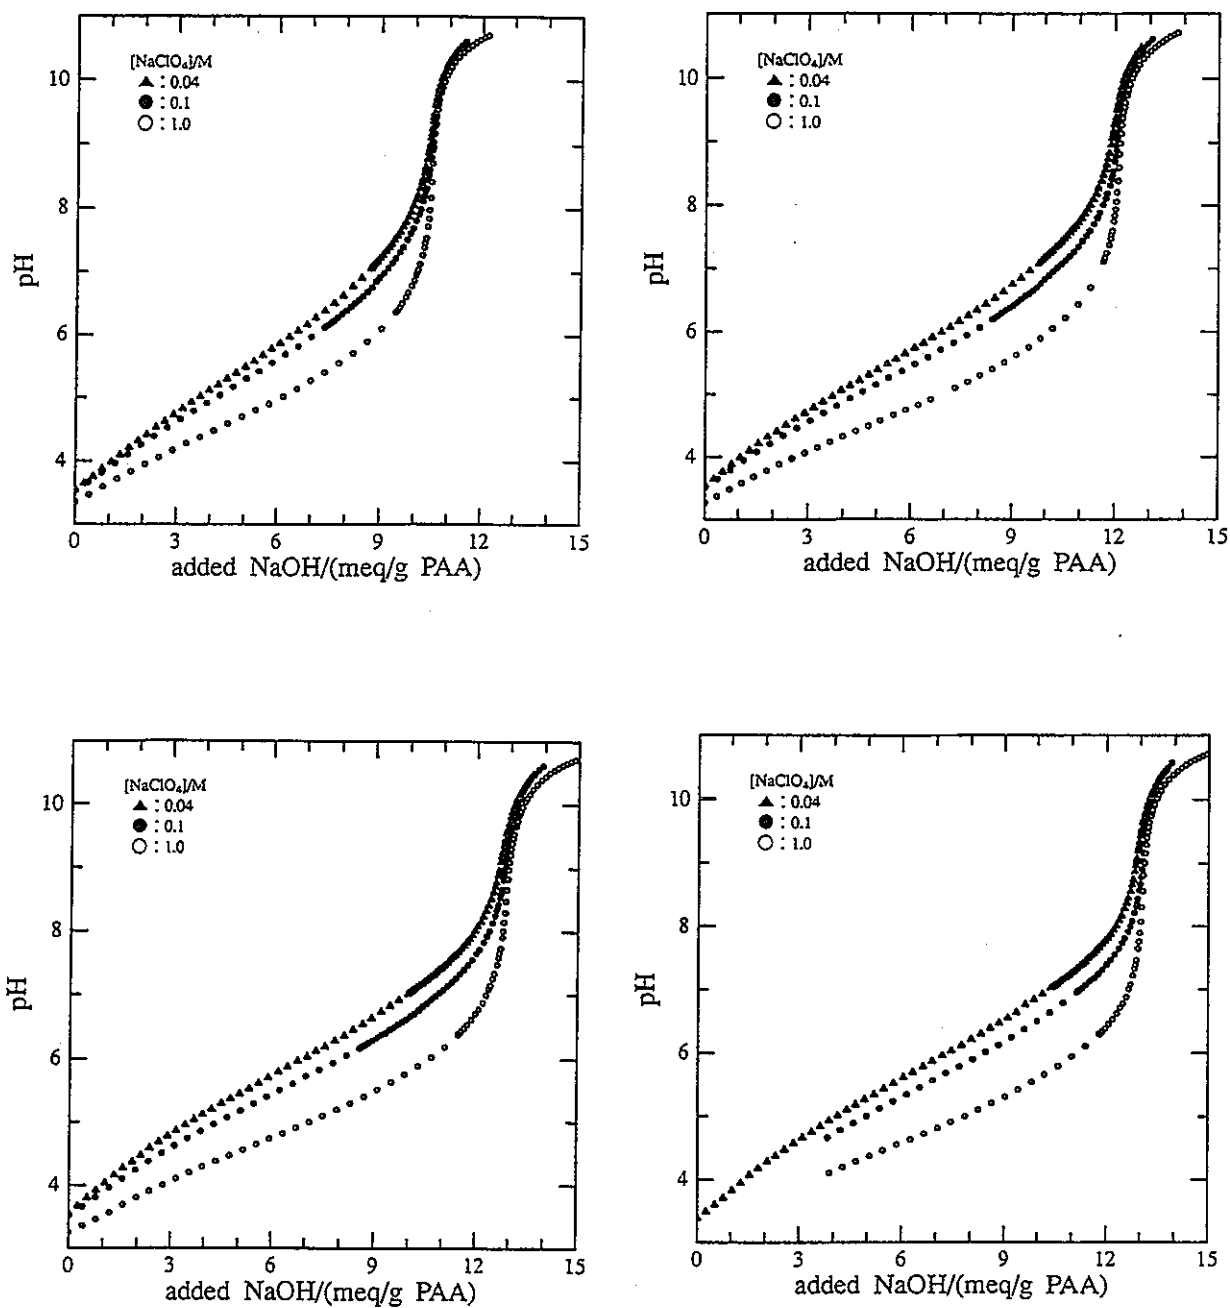 [NaClO₄]/M
▲ : 0.04
● : 0.1
○ : 1.0
10
8
6
4
pH
0 3 6 9 12 15
added NaOH/(meq/g PAA)
[NaClO₄]/M
▲ : 0.04
● : 0.1
○ : 1.0
10
8
6
4
pH
0 3 6 9 12 15
added NaOH/(meq/g PAA)
[NaClO₄]/M
▲ : 0.04
● : 0.1
○ : 1.0
10
8
6
4
pH
0 3 6 9 12 15
added NaOH/(meq/g PAA)
[NaClO₄]/M
▲ : 0.04
● : 0.1
○ : 1.0
10
8
6
4
pH
0 3 6 9 12 15
added NaOH/(meq/g PAA)